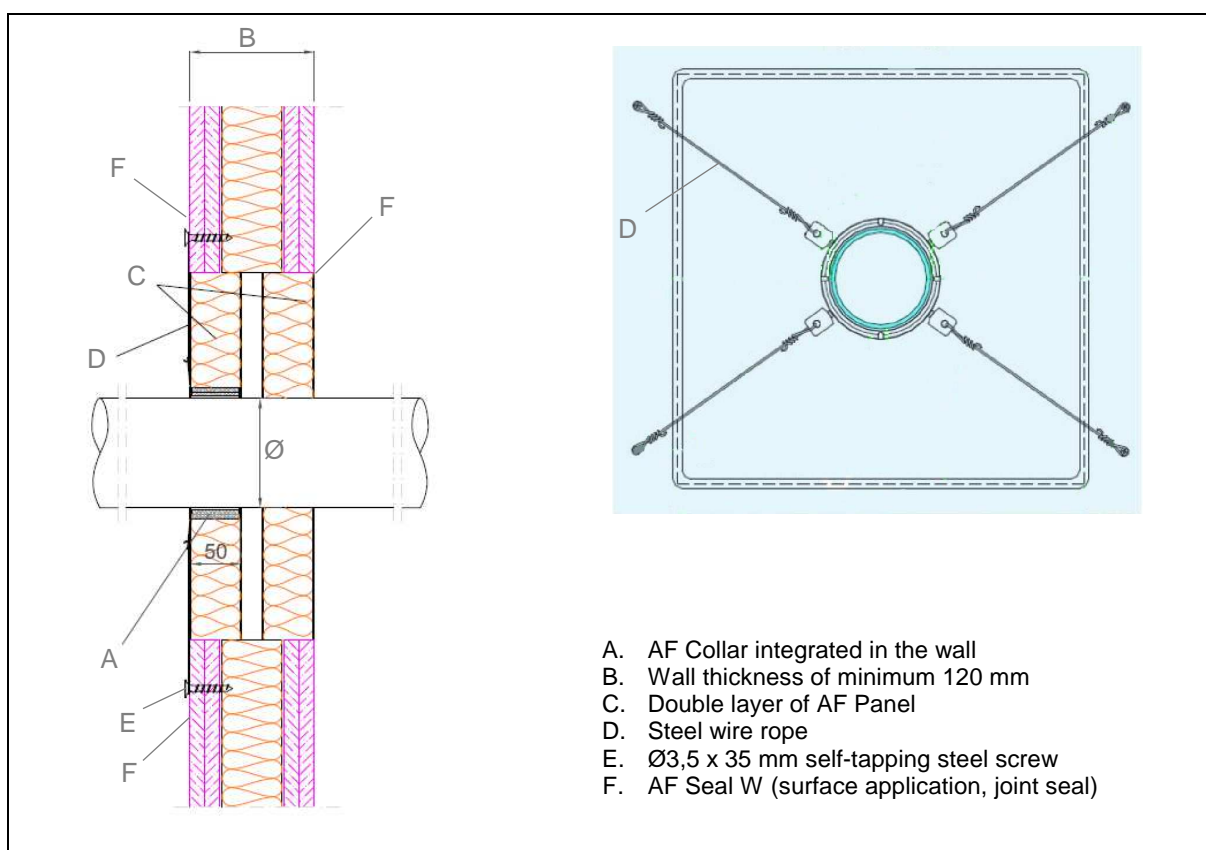 B
F
F
C
D
D
Ø
50
A
E
F
A. AF Collar integrated in the wall
B. Wall thickness of minimum 120 mm
C. Double layer of AF Panel
D. Steel wire rope
E. Ø3,5 x 35 mm self-tapping steel screw
F. AF Seal W (surface application, joint seal)